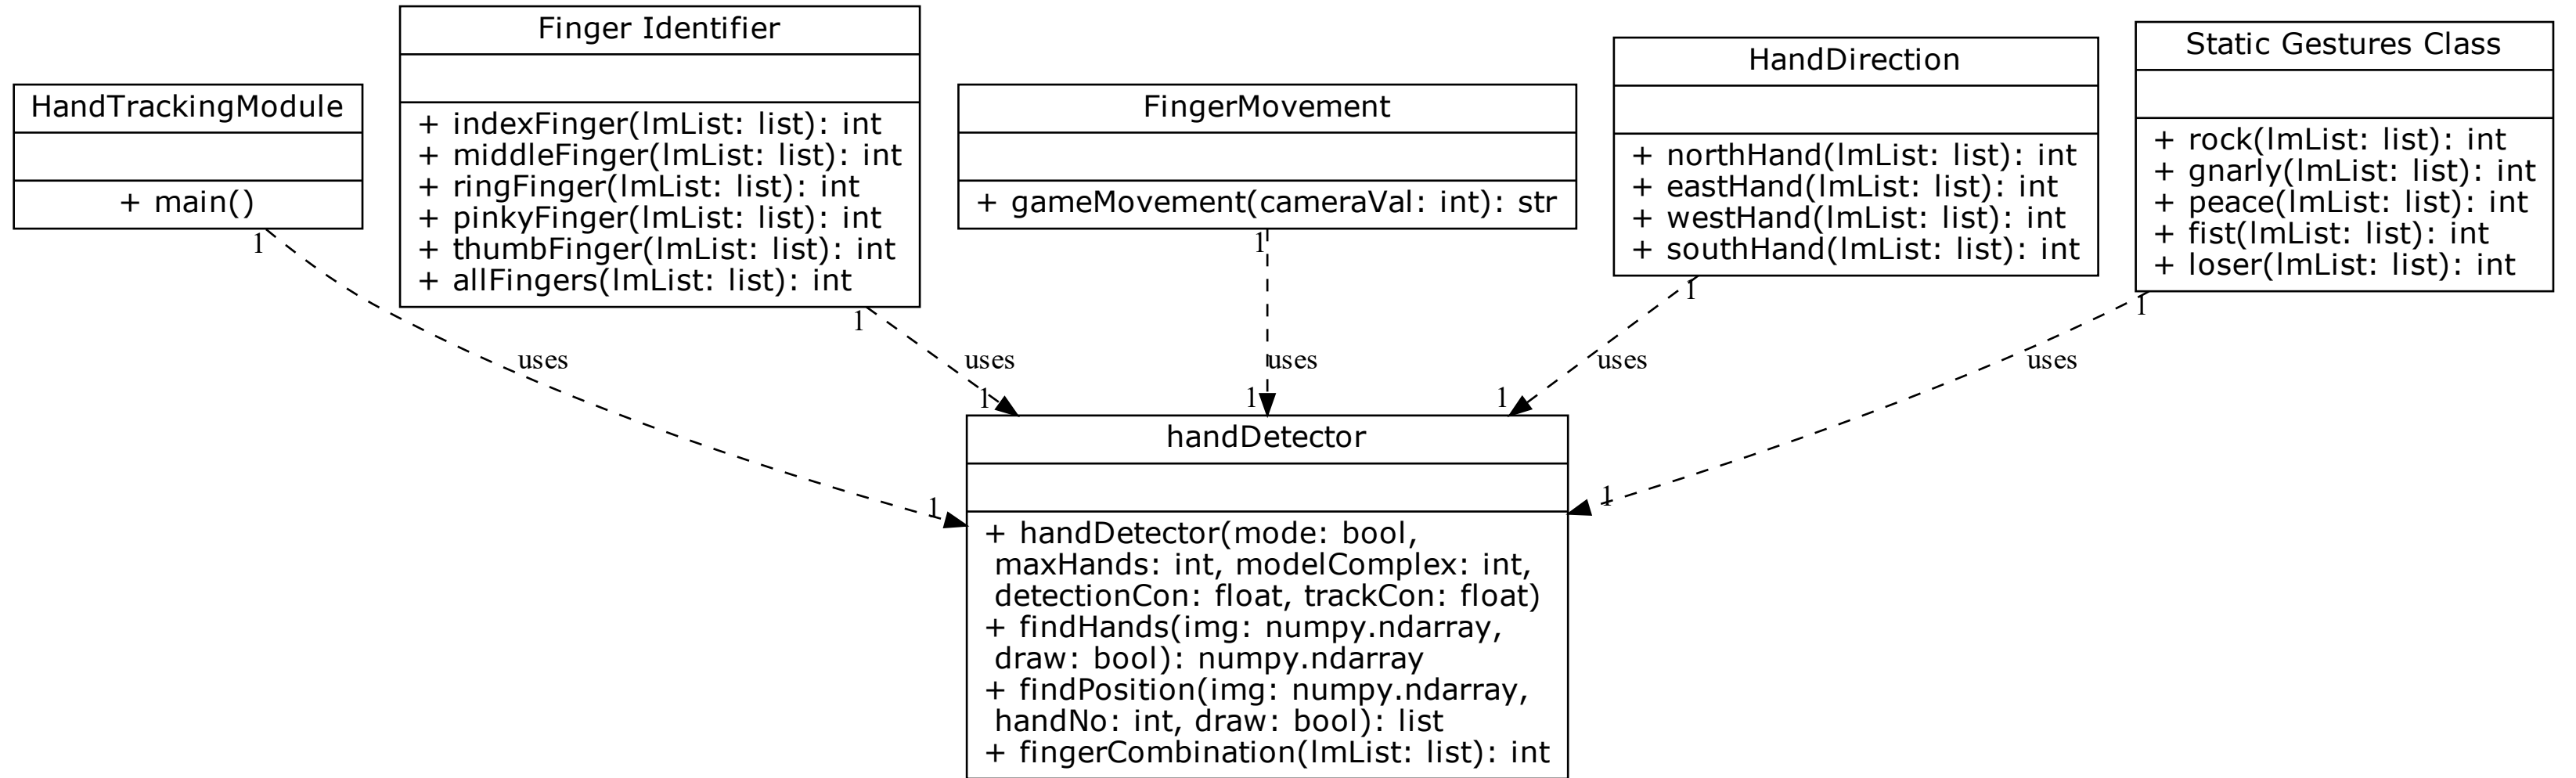 HandTrackingModule
+ main()
Finger Identifier
+ indexFinger(lmList: list): int
+ middleFinger(lmList: list): int
+ ringFinger(lmList: list): int
+ pinkyFinger(lmList: list): int
+ thumbFinger(lmList: list): int
+ allFingers(lmList: list): int
FingerMovement
+ gameMovement(cameraVal: int): str
HandDirection
+ northHand(lmList: list): int
+ eastHand(lmList: list): int
+ westHand(lmList: list): int
+ southHand(lmList: list): int
Static Gestures Class
+ rock(lmList: list): int
+ gnarly(lmList: list): int
+ peace(lmList: list): int
+ fist(lmList: list): int
+ loser(lmList: list): int
1
1
1
1
1
uses
uses
uses
uses
uses
1
1
1
1
1
handDetector
+ handDetector(mode: bool,
maxHands: int, modelComplex: int,
detectionCon: float, trackCon: float)
+ findHands(img: numpy.ndarray,
draw: bool): numpy.ndarray
+ findPosition(img: numpy.ndarray,
handNo: int, draw: bool): list
+ fingerCombination(lmList: list): int